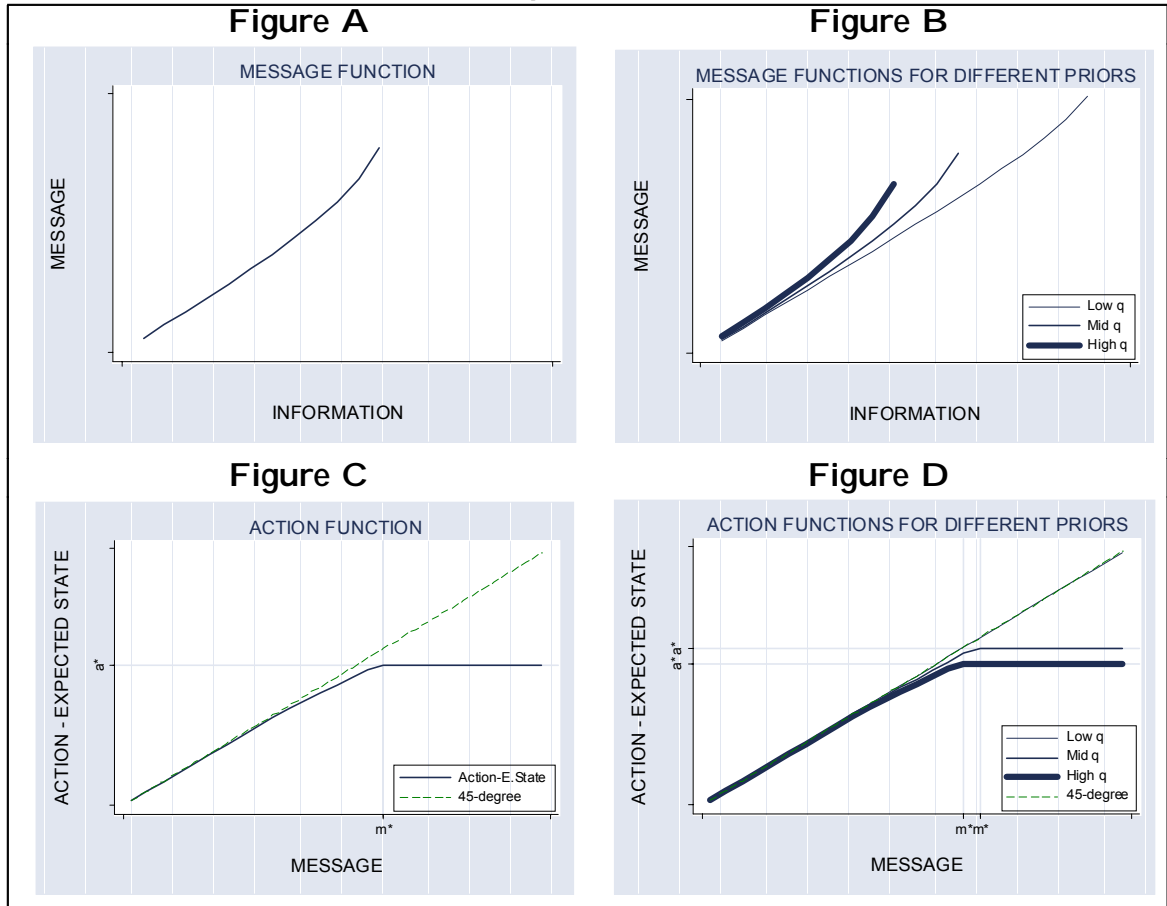 Figure A
MESSAGE FUNCTION
MESSAGE
INFORMATION
Figure B
MESSAGE FUNCTIONS FOR DIFFERENT PRIORS
MESSAGE
Low q
Mid q
High q
INFORMATION
Figure C
ACTION FUNCTION
ACTION - EXPECTED STATE
a*
Action-E.State
45-degree
m*
MESSAGE
Figure D
ACTION FUNCTIONS FOR DIFFERENT PRIORS
ACTION - EXPECTED STATE
a*a*
Low q
Mid q
High q
45-degree
m*m*
MESSAGE